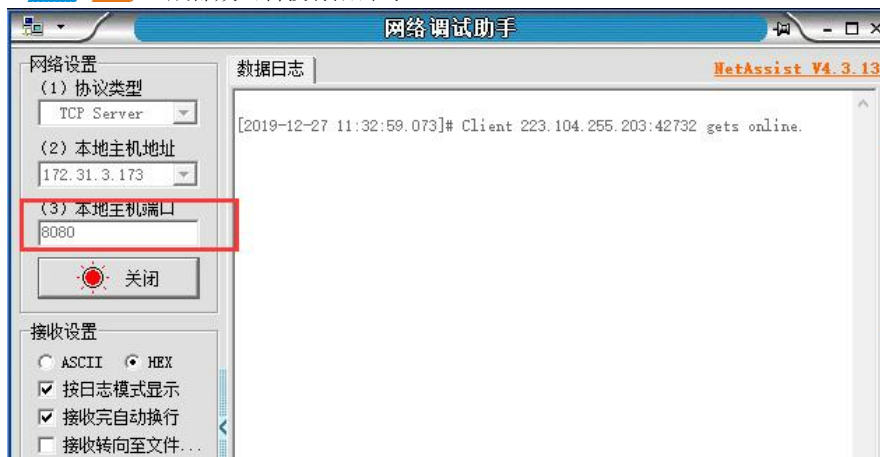 网络调试助手
网络设置
(1) 协议类型
TCP Server
(2) 本地主机地址
172.31.3.173
(3) 本地主机端口
8080
关闭
接收设置
ASCII HEX
按日志模式显示
接收完自动换行
接收转向至文件...
数据日志
NetAssist V4.3.13
[2019-12-27 11:32:59.073]# Client 223.104.255.203:42732 gets online.